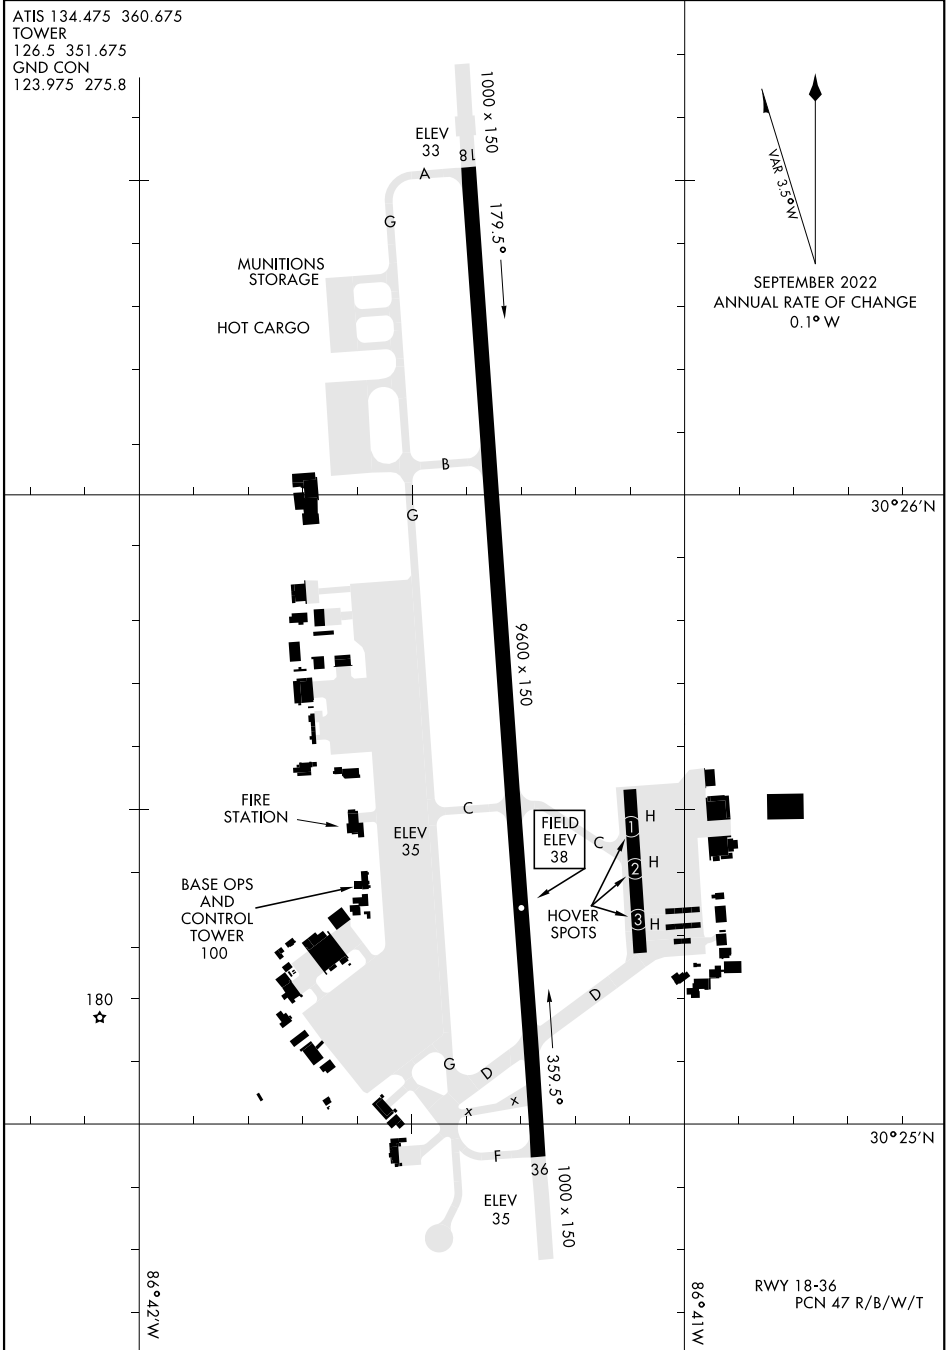 ATIS 134.475 360.675
TOWER
126.5 351.675
GND CON
123.975 275.8
1000 x 150
ELEV
33
18
A
G
179.5°
VAR 3.5°W
SEPTEMBER 2022
ANNUAL RATE OF CHANGE
0.1° W
MUNITIONS
STORAGE
HOT CARGO
B
G
30°26'N
9600 x 150
FIRE
STATION
ELEV
35
C
FIELD
ELEV
38
C
1
H
2
H
3
H
HOVER
SPOTS
BASE OPS
AND
CONTROL
TOWER
100
180
D
G
D
359.5°
x
x
30°25'N
F
36
1000 x 150
ELEV
35
86°42'W
86°41'W
RWY 18-36
PCN 47 R/B/W/T